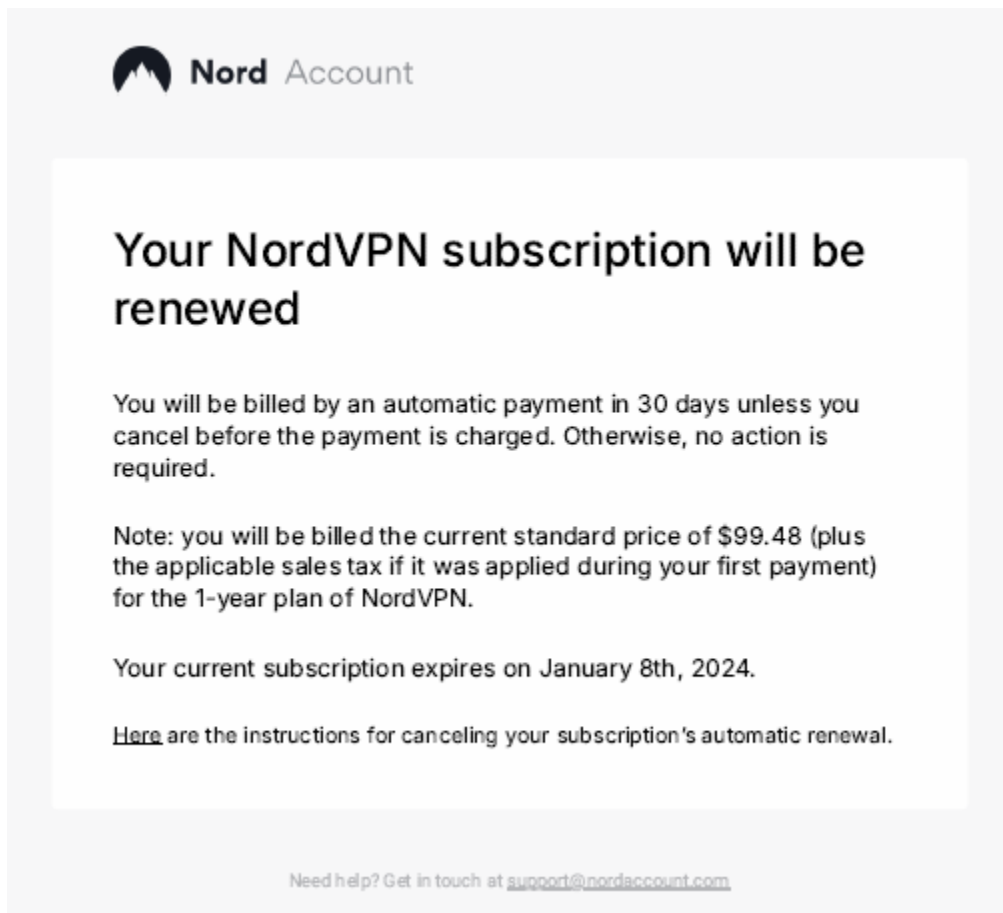 Nord Account
Your NordVPN subscription will be
renewed
You will be billed by an automatic payment in 30 days unless you
cancel before the payment is charged. Otherwise, no action is
required.
Note: you will be billed the current standard price of $99.48 (plus
the applicable sales tax if it was applied during your first payment)
for the 1-year plan of NordVPN.
Your current subscription expires on January 8th, 2024.
Here are the instructions for canceling your subscription's automatic renewal.
Need help? Get in touch at support@nordaccount.com